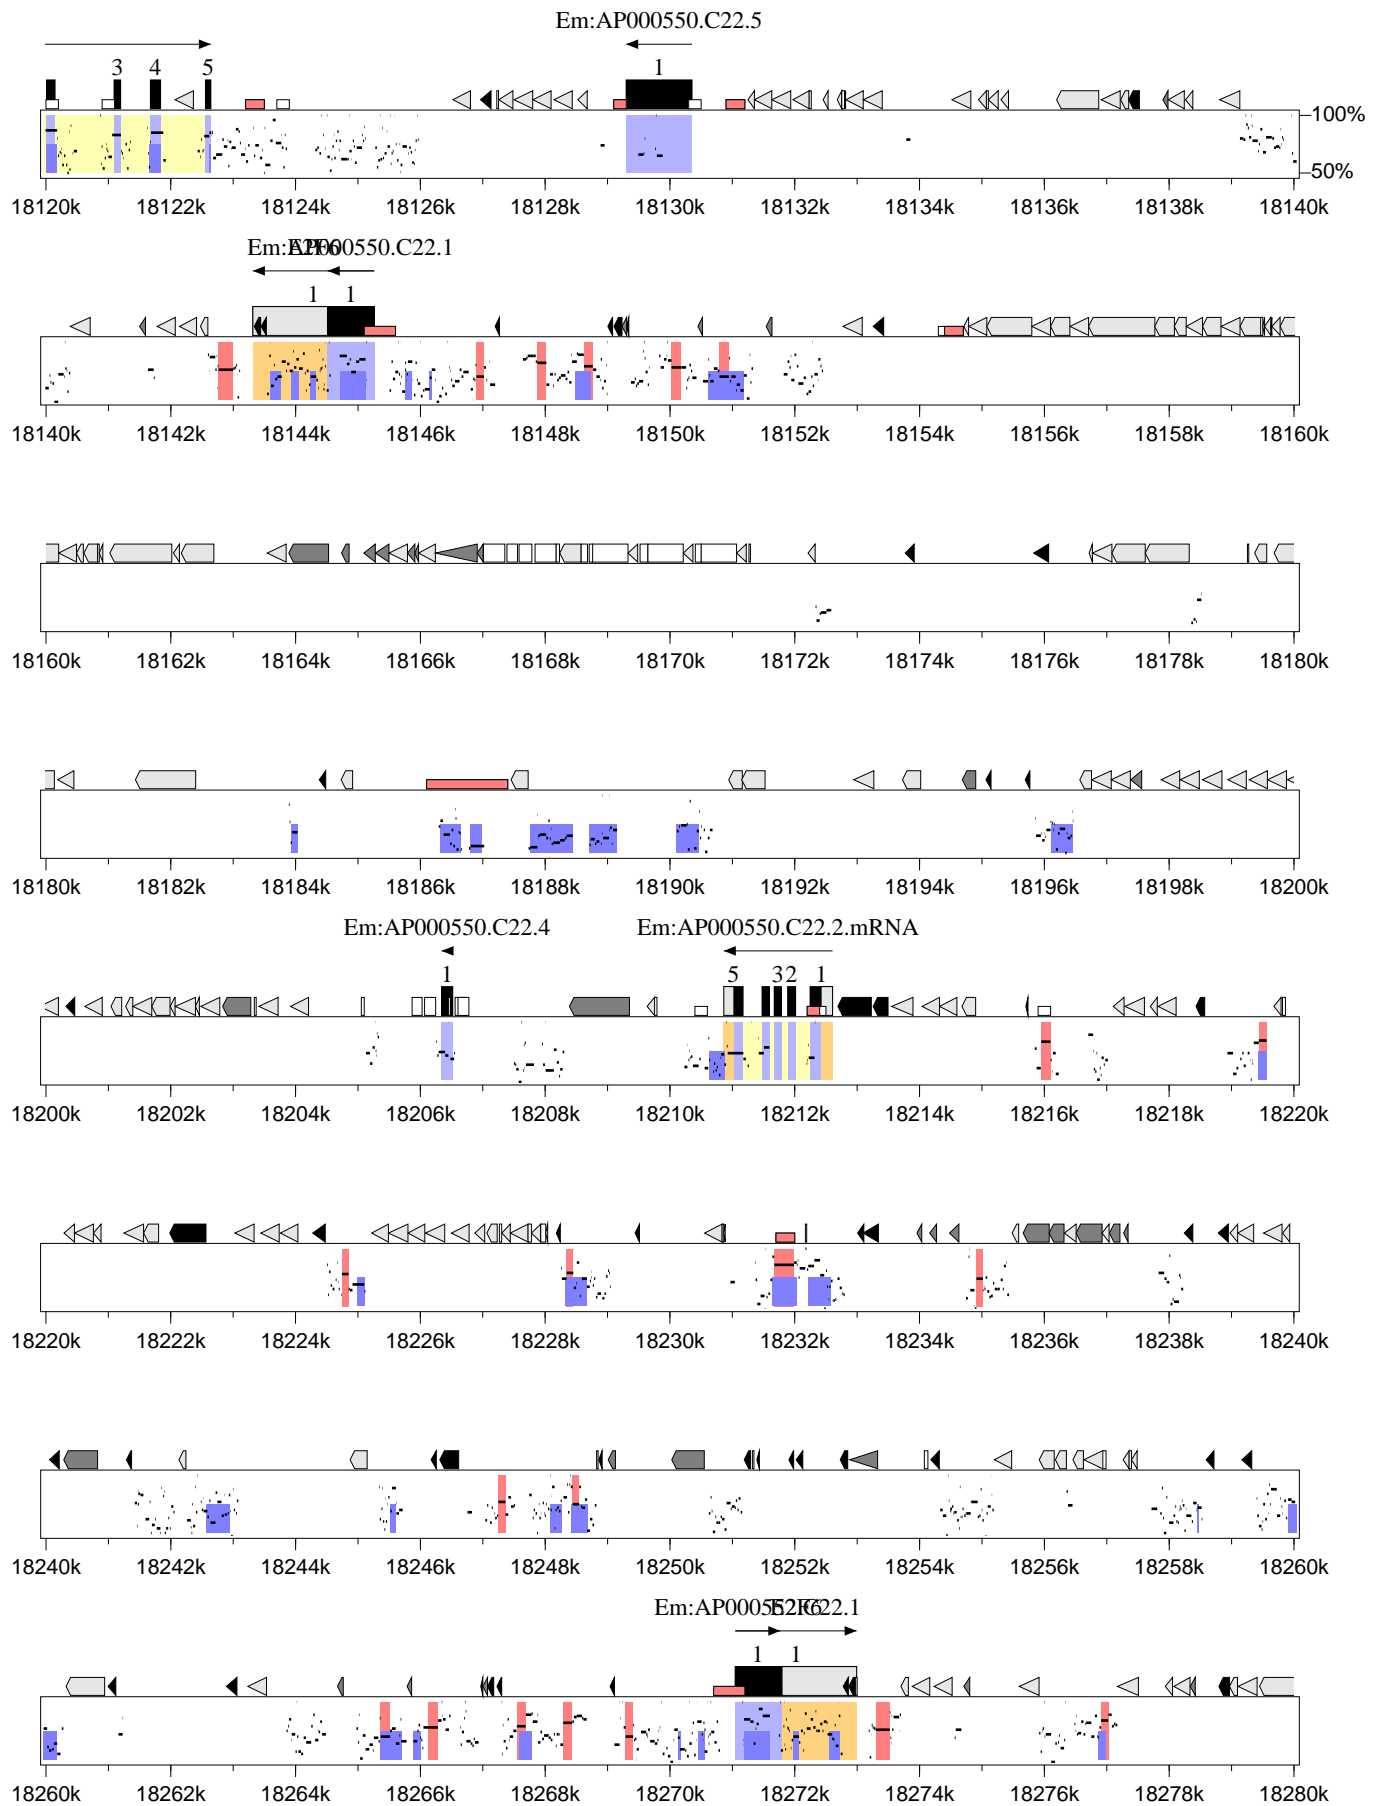 Em:AP000550.C22.5
3 4 5 1
100%
50%
18120k 18122k 18124k 18126k 18128k 18130k 18132k 18134k 18136k 18138k 18140k
Em:AP000550.C22.1
1 1
18140k 18142k 18144k 18146k 18148k 18150k 18152k 18154k 18156k 18158k 18160k
18160k 18162k 18164k 18166k 18168k 18170k 18172k 18174k 18176k 18178k 18180k
18180k 18182k 18184k 18186k 18188k 18190k 18192k 18194k 18196k 18198k 18200k
Em:AP000550.C22.4 Em:AP000550.C22.2.mRNA
1 5 3 2 1
18200k 18202k 18204k 18206k 18208k 18210k 18212k 18214k 18216k 18218k 18220k
18220k 18222k 18224k 18226k 18228k 18230k 18232k 18234k 18236k 18238k 18240k
18240k 18242k 18244k 18246k 18248k 18250k 18252k 18254k 18256k 18258k 18260k
1 1
18260k 18262k 18264k 18266k 18268k 18270k 18272k 18274k 18276k 18278k 18280k